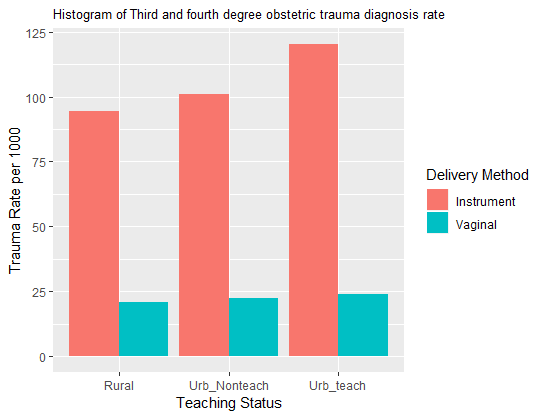 Histogram of Third and fourth degree obstetric trauma diagnosis rate
125
100
75
50
25
0
Trauma Rate per 1000
Rural
Urb_Nonteach
Urb_teach
Teaching Status
Delivery Method
Instrument
Vaginal